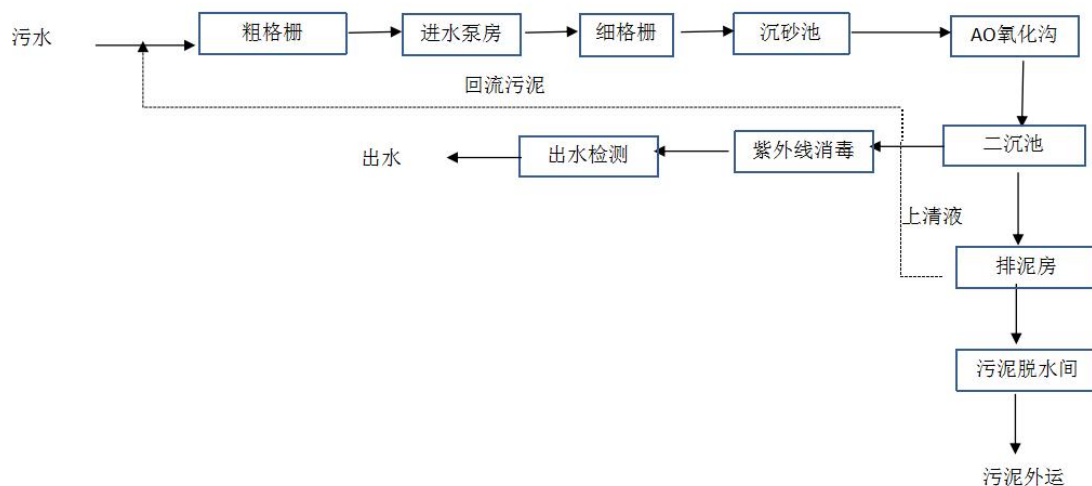 污水
粗格栅
进水泵房
细格栅
沉砂池
AO氧化沟
回流污泥
出水
出水检测
紫外线消毒
二沉池
上清液
排泥房
污泥脱水间
污泥外运